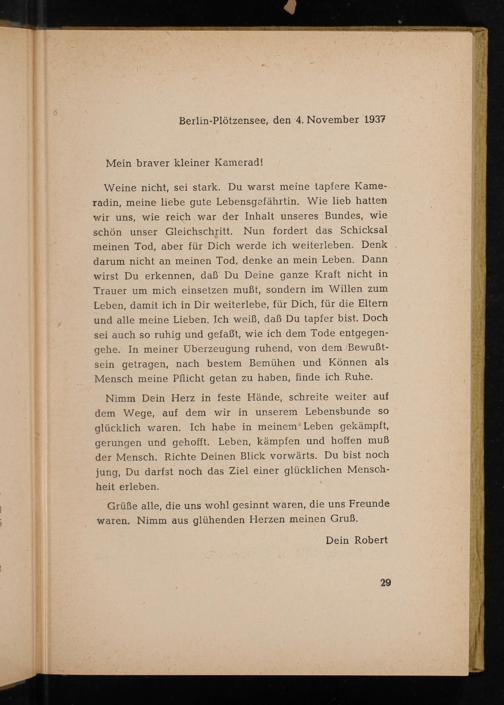 Berlin-Plötzensee, den 4. November 1937
Mein braver kleiner Kamerad!
Weine nicht, sei stark. Du warst meine tapfere Kame-
radin, meine liebe gute Lebensgefährtin. Wie lieb hatten
wir uns, wie reich war der Inhalt unseres Bundes, wie
schön unser Gleichschritt. Nun fordert das Schicksal
meinen Tod, aber für Dich werde ich weiterleben. Denk
darum nicht an meinen Tod, denke an mein Leben. Dann
wirst Du erkennen, daß Du Deine ganze Kraft nicht in
Trauer um mich einsetzen mußt, sondern im Willen zum
Leben, damit ich in Dir weiterlebe, für Dich, für die Eltern
und alle meine Lieben. Ich weiß, daß Du tapfer bist. Doch
sei auch so ruhig und gefaßt, wie ich dem Tode entgegen-
gehe. In meiner Überzeugung ruhend, von dem Bewußt-
sein getragen, nach bestem Bemühen und Können als
Mensch meine Pflicht getan zu haben, finde ich Ruhe.
Nimm Dein Herz in feste Hände, schreite weiter auf
dem Wege, auf dem wir in unserem Lebensbunde so
glücklich waren. Ich habe in meinem Leben gekämpft,
gerungen und gehofft. Leben, kämpfen und hoffen muß
der Mensch. Richte Deinen Blick vorwärts. Du bist noch
jung, Du darfst noch das Ziel einer glücklichen Mensch-
heit erleben.
Grüße alle, die uns wohl gesinnt waren, die uns Freunde
waren. Nimm aus glühenden Herzen meinen Gruß.
Dein Robert
29